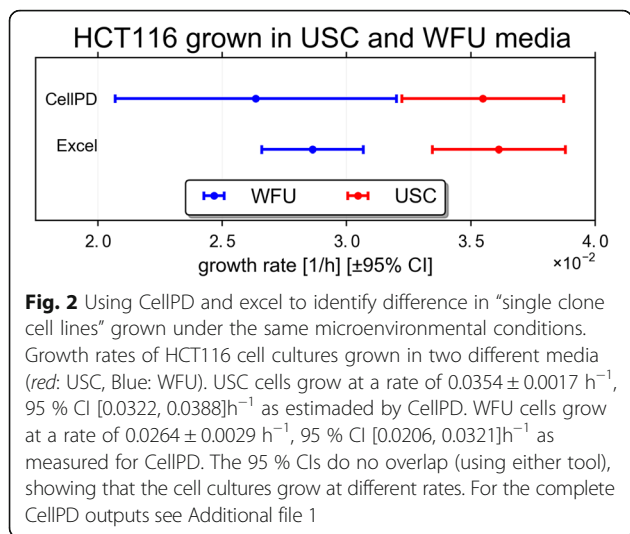 HCT116 grown in USC and WFU media
CellPD
Excel
WFU USC
2.0 2.5 3.0 3.5 4.0
growth rate [1/h] [±95% CI] ×10⁻²
Fig. 2 Using CellPD and excel to identify difference in “single clone
cell lines” grown under the same microenvironmental conditions.
Growth rates of HCT116 cell cultures grown in two different media
(red: USC, Blue: WFU). USC cells grow at a rate of 0.0354 ± 0.0017 h⁻¹,
95 % CI [0.0322, 0.0388]h⁻¹ as estimaded by CellPD. WFU cells grow
at a rate of 0.0264 ± 0.0029 h⁻¹, 95 % CI [0.0206, 0.0321]h⁻¹ as
measured for CellPD. The 95 % CIs do no overlap (using either tool),
showing that the cell cultures grow at different rates. For the complete
CellPD outputs see Additional file 1